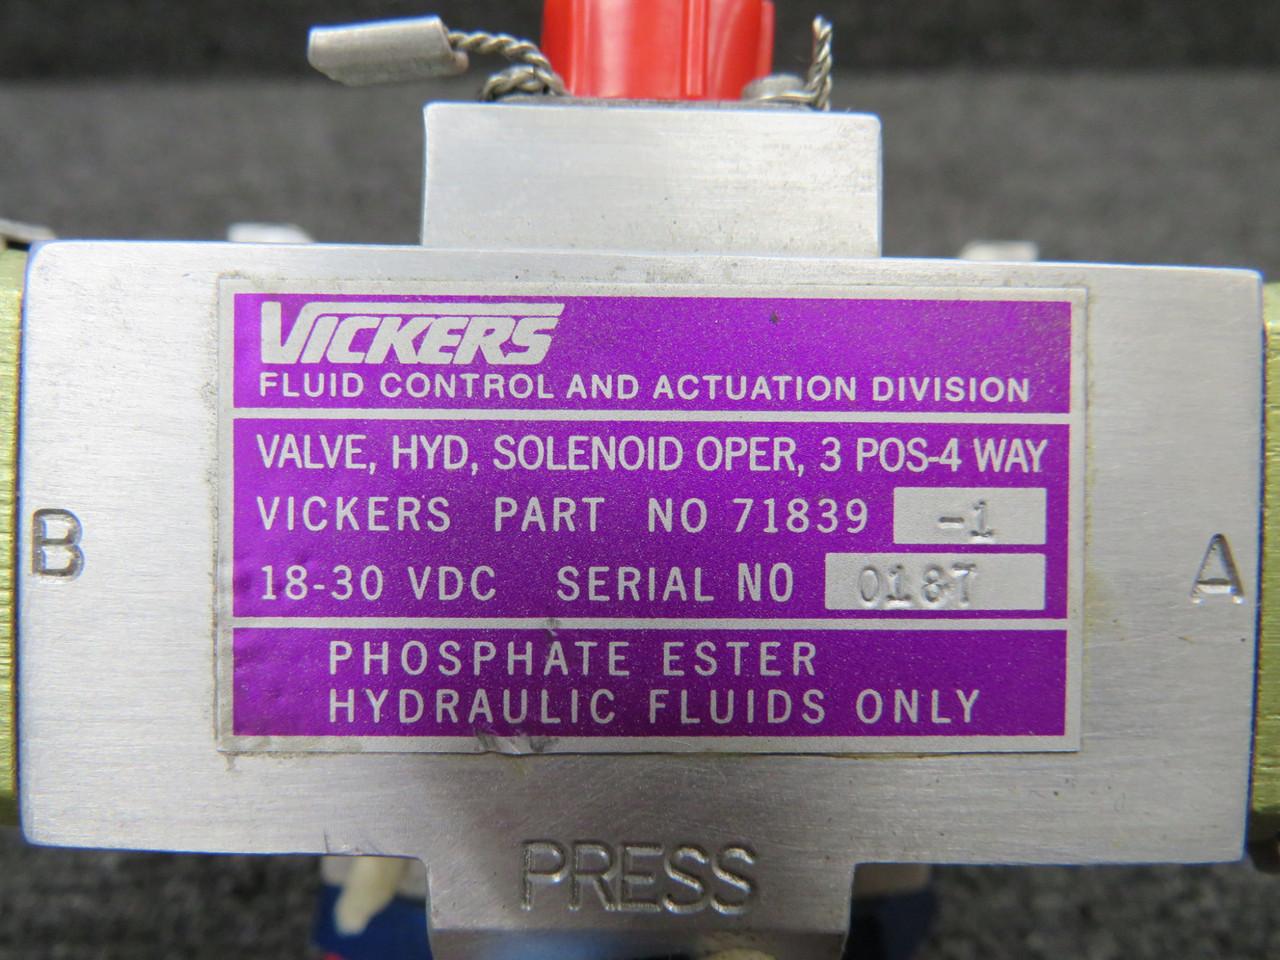 VICKERS
FLUID CONTROL AND ACTUATION DIVISION
VALVE, HYD, SOLENOID OPER, 3 POS-4 WAY
VICKERS PART NO 71839 -1
18-30 VDC SERIAL NO 0187
PHOSPHATE ESTER
HYDRAULIC FLUIDS ONLY
B
A
PRESS